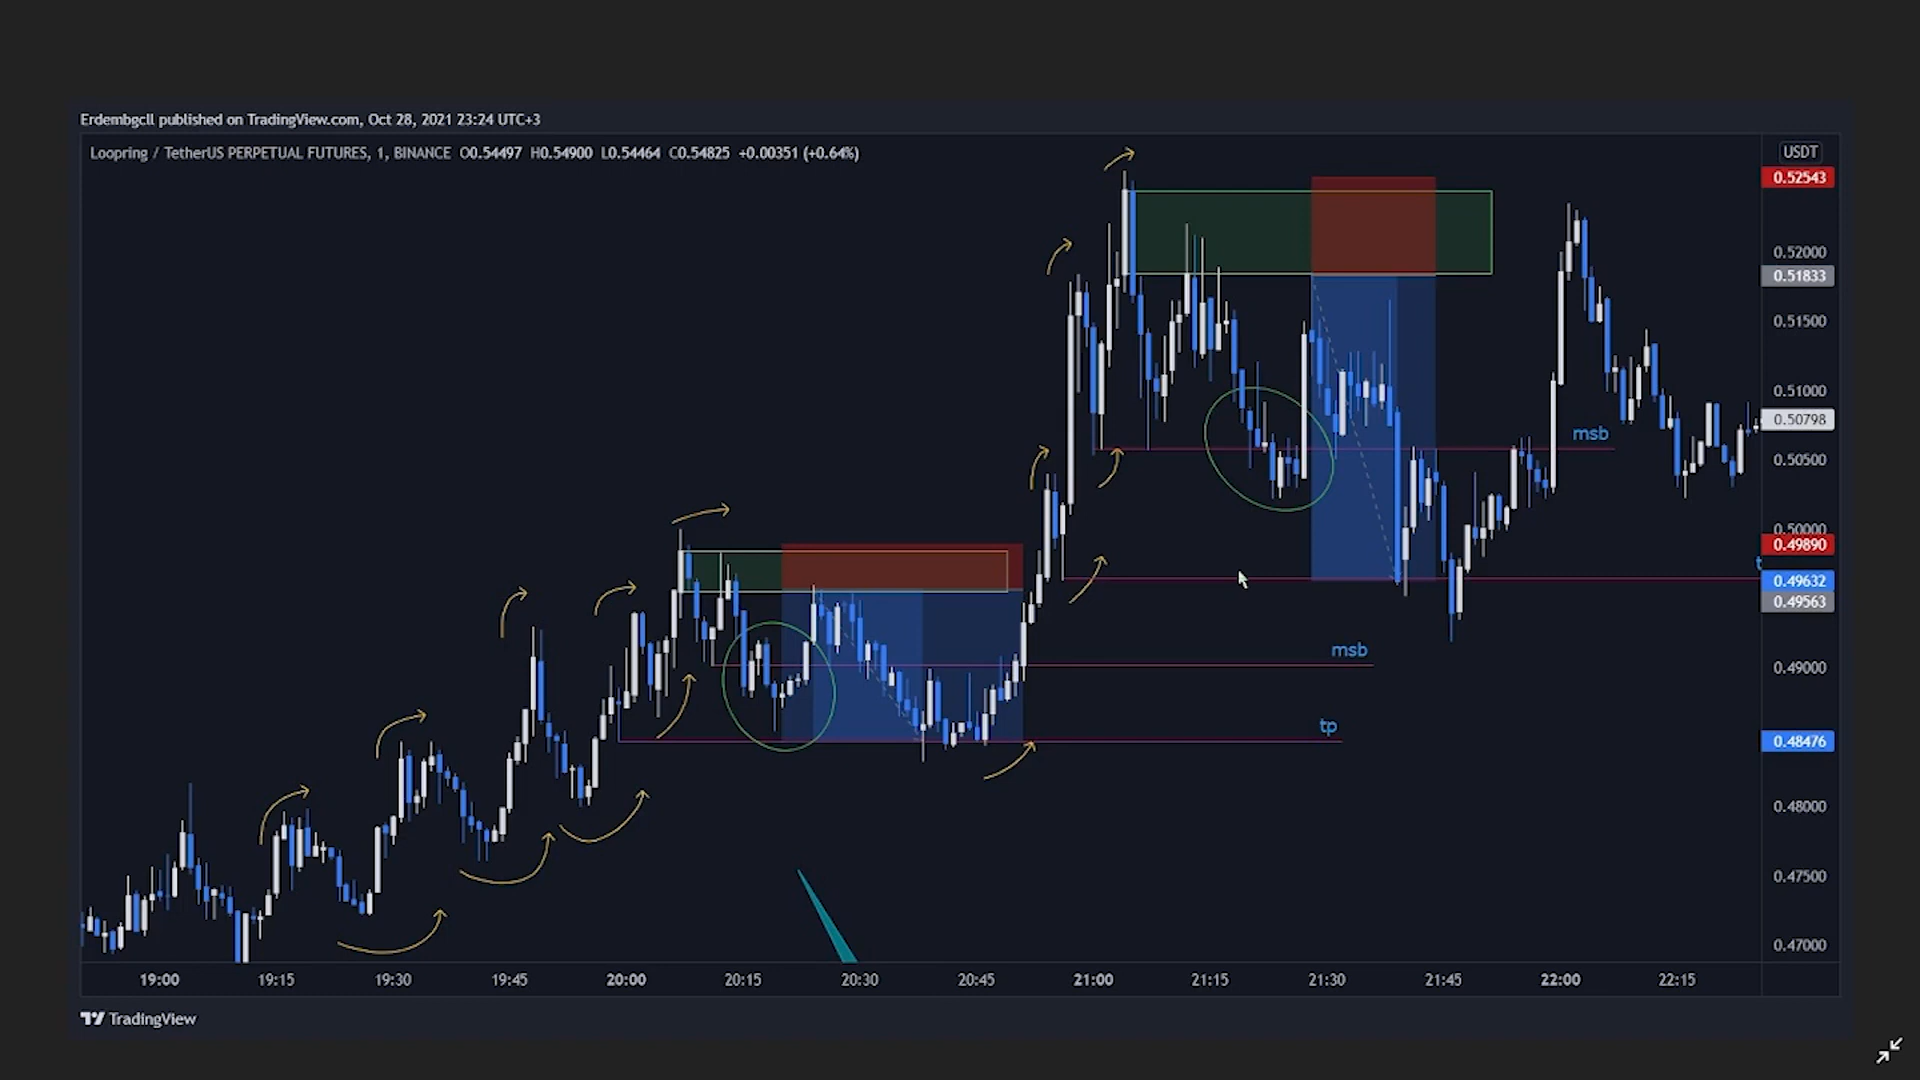 Erdembgcll published on TradingView.com, Oct 28, 2021 23:24 UTC+3
Loopring / TetherUS PERPETUAL FUTURES, 1, BINANCE O0.54497 H0.54900 L0.54464 C0.54825 +0.00351 (+0.64%)
USDT
0.52543
0.52000
0.51833
0.51500
0.51000
0.50798
msb
0.50500
0.50000
0.49890
t
0.49632
0.49563
msb
0.49000
tp
0.48476
0.48000
0.47500
0.47000
19:00 19:15 19:30 19:45 20:00 20:15 20:30 20:45 21:00 21:15 21:30 21:45 22:00 22:15
TradingView